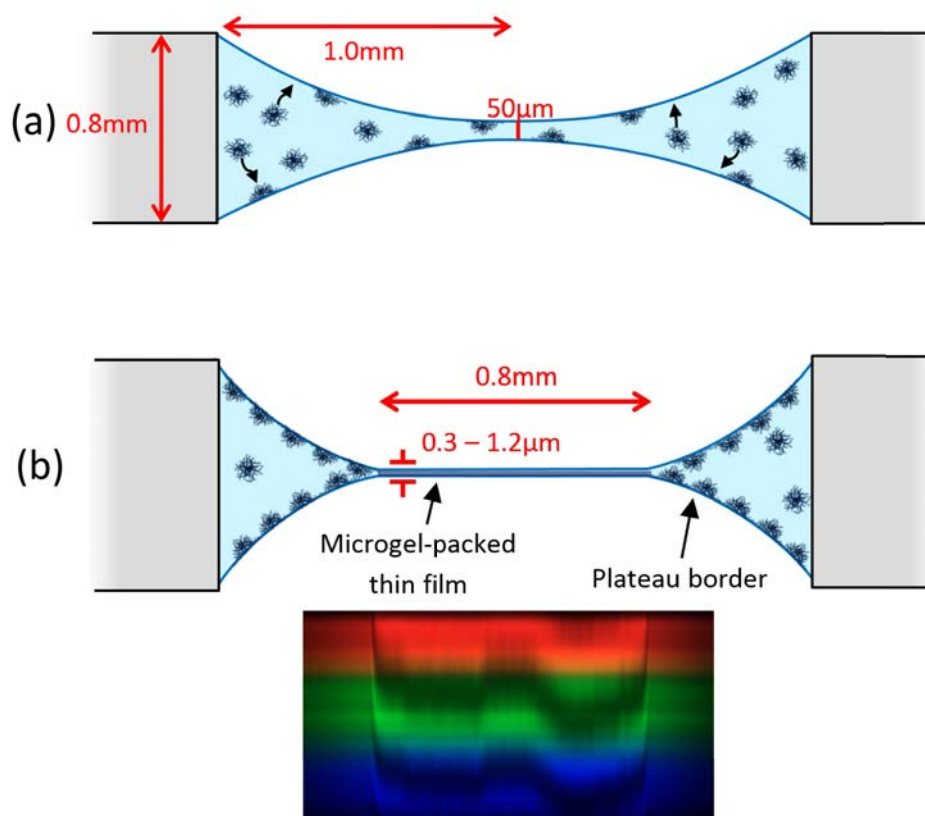 1.0mm
(a)
0.8mm
50µm
0.8mm
0.3 – 1.2µm
(b)
Microgel-packed
thin film
Plateau border